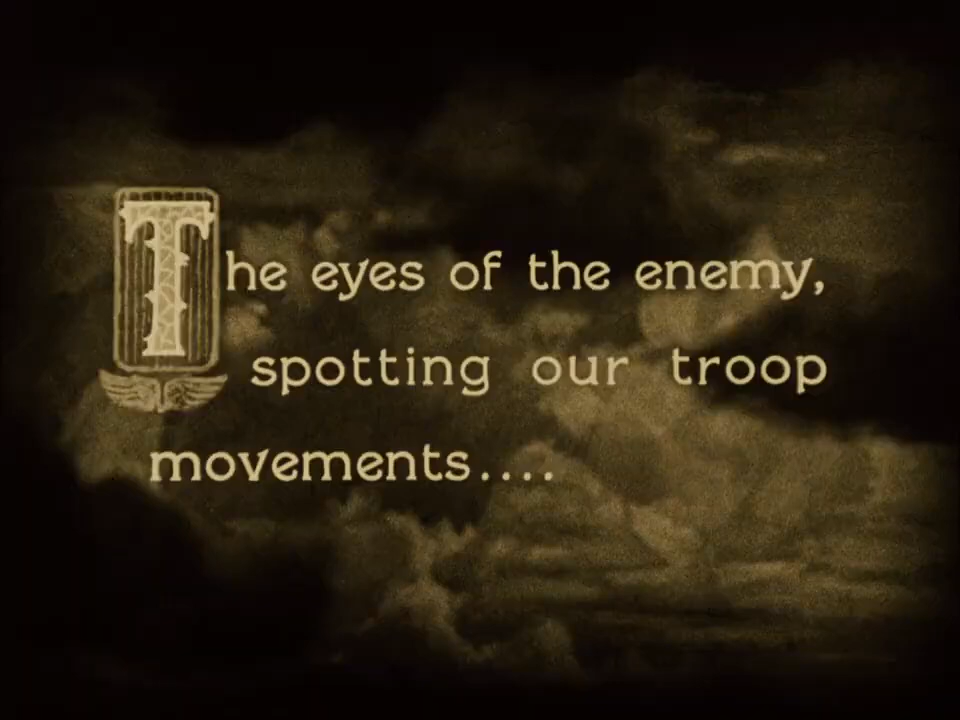 The eyes of the enemy,
spotting our troop
movements....